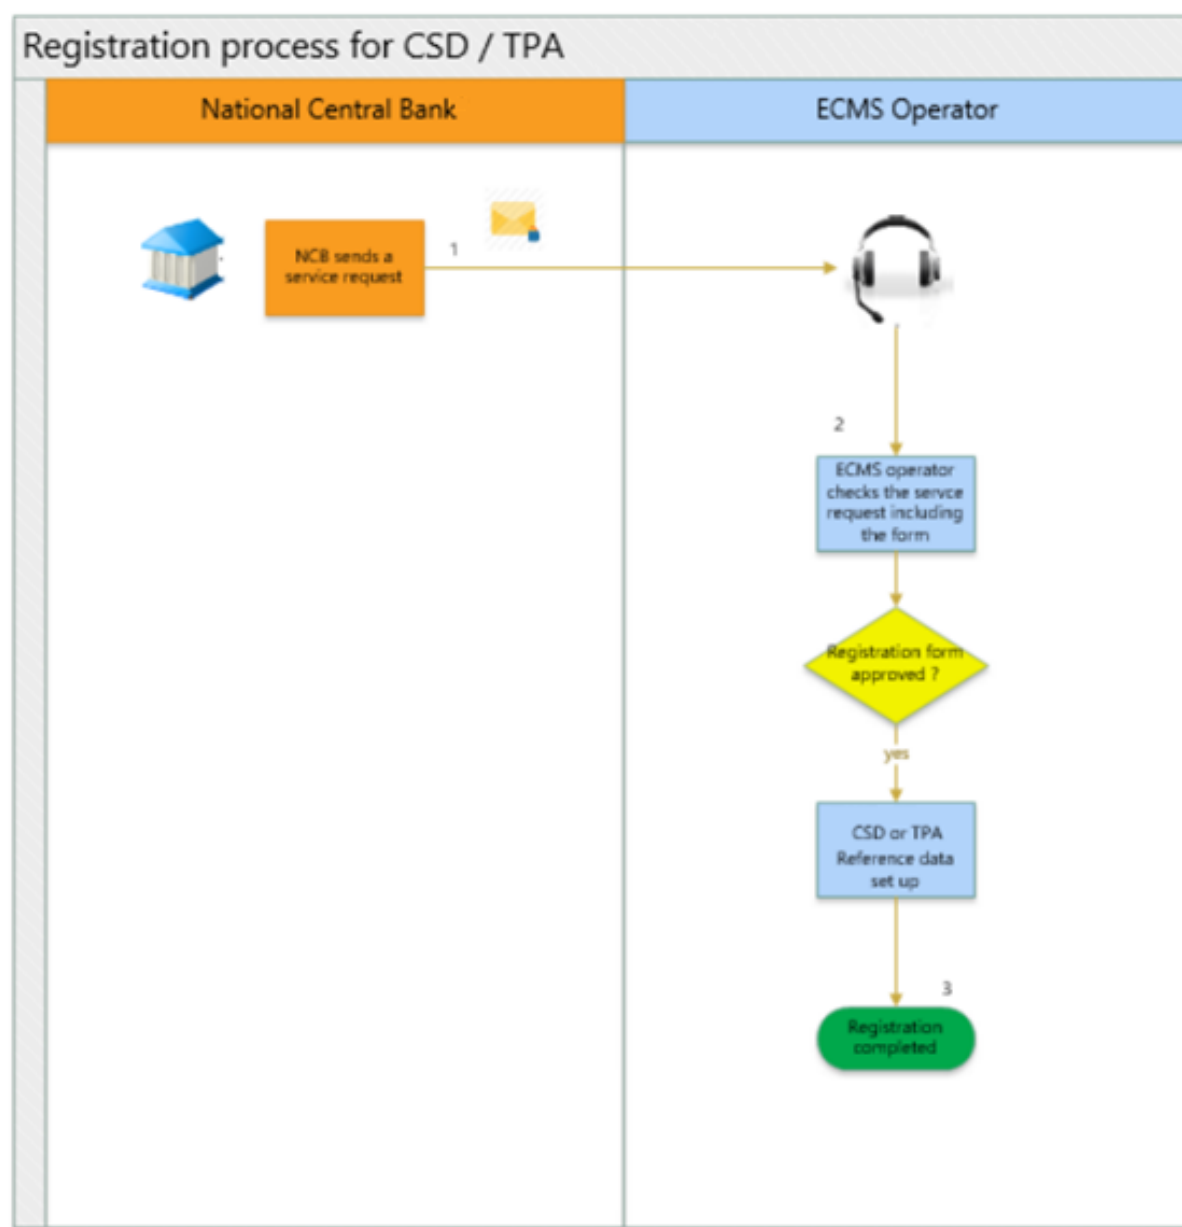 Registration process for CSD / TPA
National Central Bank
ECMS Operator
NCB sends a
service request
1
2
ECMS operator
checks the servce
request including
the form
Registration form
approved ?
yes
CSD or TPA
Reference data
set up
3
Registration
completed